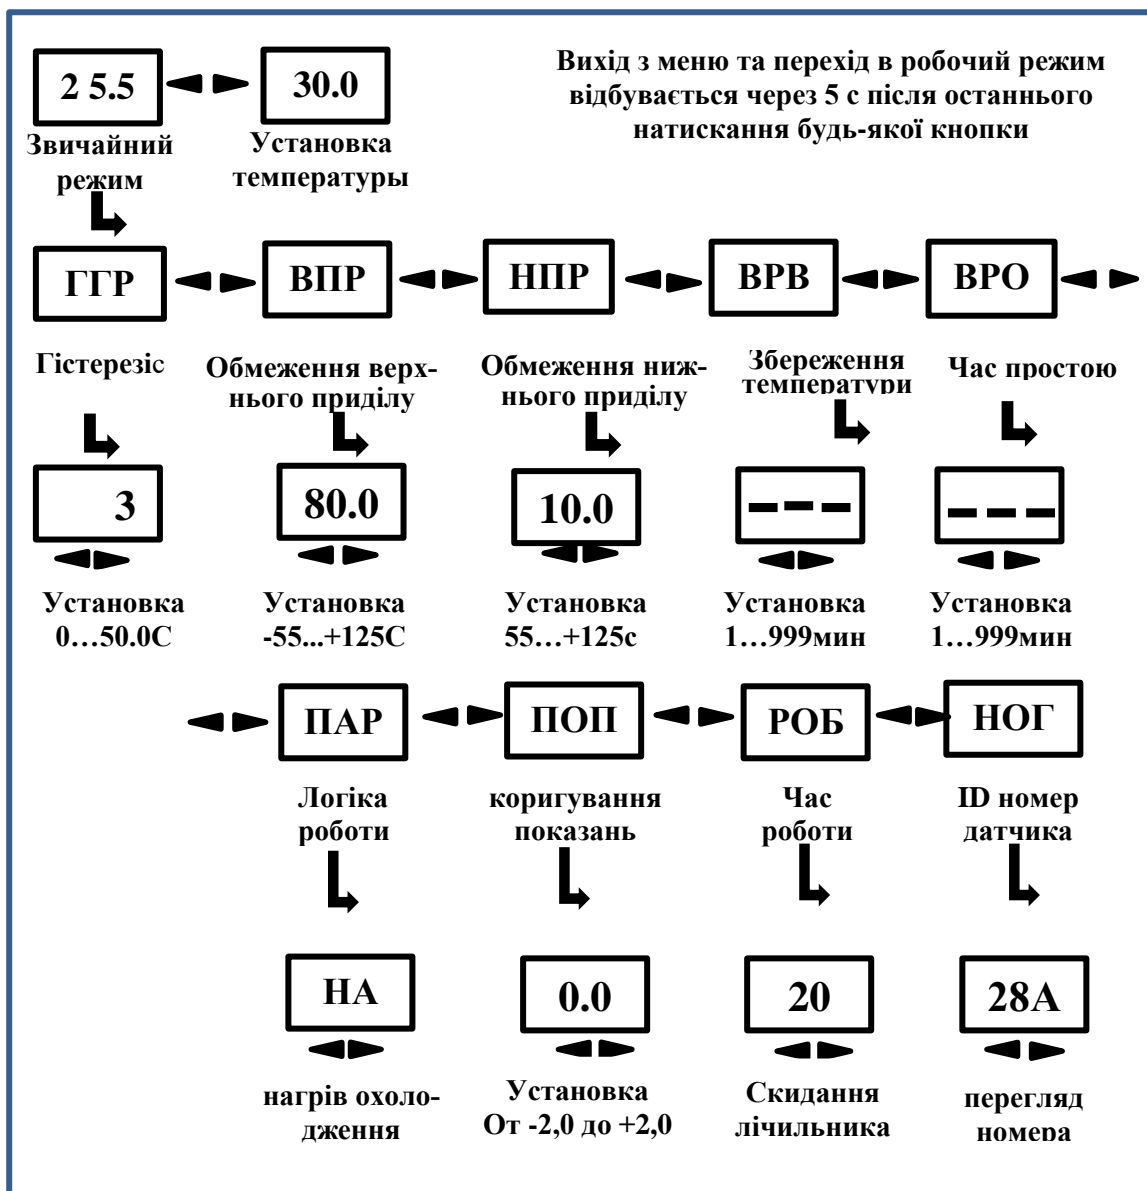 2 5.5
30.0
Вихід з меню та перехід в робочий режим
відбувається через 5 с після останнього
натискання будь-якої кнопки
Звичайний
режим
Установка
температуры
ГГР
ВПР
НПР
ВРВ
ВРО
Гістерезіс
Обмеження верх-
нього приділу
Обмеження ниж-
нього приділу
Збереження
температури
Час простою
3
80.0
10.0
– – –
– – –
Установка
0…50.0С
Установка
-55...+125С
Установка
55…+125с
Установка
1…999мин
Установка
1…999мин
ПАР
ПОП
РОБ
НОГ
Логіка
роботи
коригування
показань
Час
роботи
ID номер
датчика
НА
0.0
20
28А
нагрів охоло-
дження
Установка
От -2,0 до +2,0
Скидання
лічильника
перегляд
номера